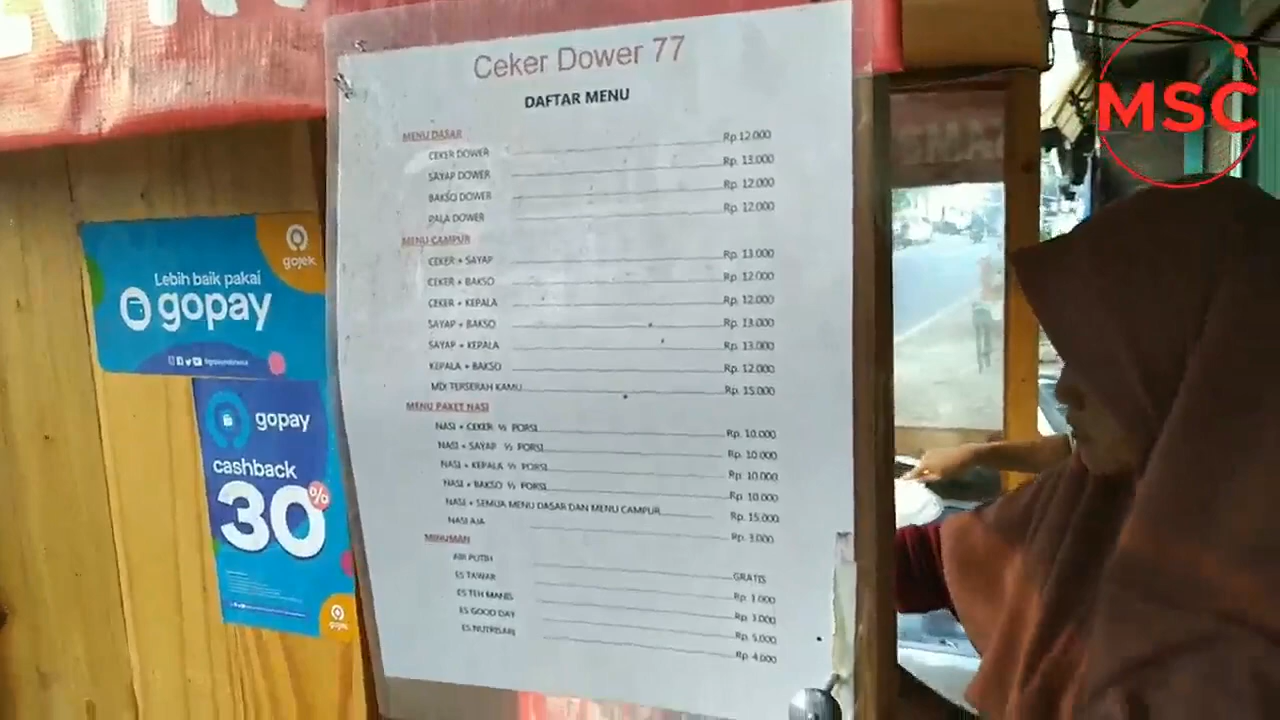 Ceker Dower 77
DAFTAR MENU
MENU DASAR
CEKER DOWER Rp.12.000
SAYAP DOWER Rp. 13.000
BAKSO DOWER Rp. 12.000
PALA DOWER Rp. 12.000
MENU CAMPUR
CEKER + SAYAP Rp. 13.000
CEKER + BAKSO Rp. 12.000
CEKER + KEPALA Rp. 12.000
SAYAP + BAKSO Rp. 13.000
SAYAP + KEPALA Rp. 13.000
KEPALA + BAKSO Rp. 12.000
MIX TERSERAH KAMU Rp. 15.000
MENU PAKET NASI
NASI + CEKER ½ PORSI Rp. 10.000
NASI + SAYAP ½ PORSI Rp. 10.000
NASI + KEPALA ½ PORSI Rp. 10.000
NASI + BAKSO ½ PORSI Rp. 10.000
NASI + SEMUA MENU DASAR DAN MENU CAMPUR Rp. 15.000
NASI AJA Rp. 3.000
MINUMAN
AIR PUTIH GRATIS
ES TAWAR Rp. 1.000
ES TEH MANIS Rp. 3.000
ES GOOD DAY Rp. 5.000
ES NUTRISARI Rp. 4.000
gojek
Lebih baik pakai
gopay
gopay
cashback
30%
gojek
MSC